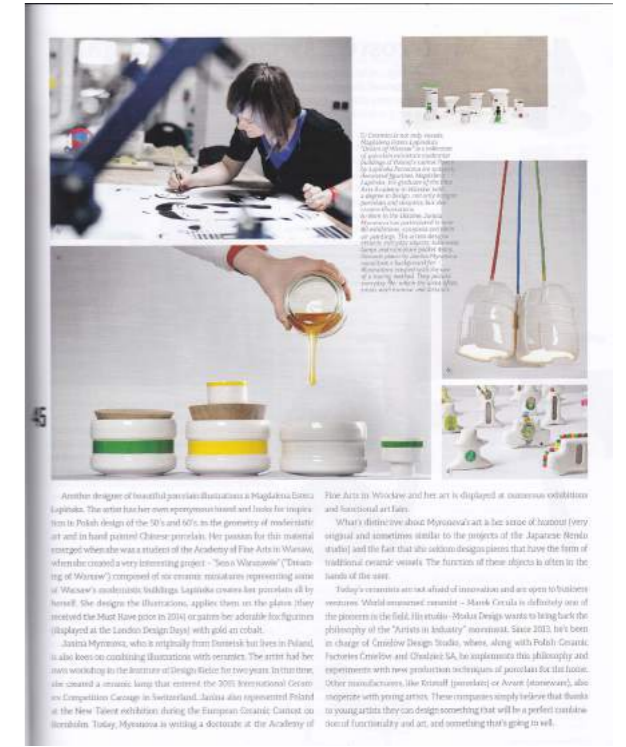 45
Another designer of beautiful porcelain illustrations is Magdalena Estera
Łapińska. The artist has her own eponymous brand and looks for inspira-
tion in Polish design of the 50's and 60's, in the geometry of modernistic
art and in hand painted Chinese porcelain. Her passion for this material
emerged when she was a student of the Academy of Fine Arts in Warsaw,
when she created a very interesting project – "Sen o Warszawie" ("Dream-
ing of Warsaw") composed of six ceramic miniatures representing some
of Warsaw's modernistic buildings. Łapińska creates her porcelain all by
herself. She designs the illustrations, applies them on the plates (they
received the Must Have prize in 2014) or paints her adorable fox figurines
(displayed at the London Design Days) with gold an cobalt.
Janina Myronova, who is originally from Donetsk but lives in Poland,
is also keen on combining illustrations with ceramics. The artist had her
own workshop in the Institute of Design Kielce for two years. In this time,
she created a ceramic lamp that entered the 2015 International Ceram-
ics Competition Carouge in Switzerland. Janina also represented Poland
at the New Talent exhibition during the European Ceramic Context on
Bornholm. Today, Myronova is writing a doctorate at the Academy of
Fine Arts in Wrocław and her art is displayed at numerous exhibitions
and functional art fairs.
What's distinctive about Myronova's art is her sense of humour (very
original and sometimes similar to the projects of the Japanese Nendo
studio) and the fact that she seldom designs pieces that have the form of
traditional ceramic vessels. The function of these objects is often in the
hands of the user.
Today's ceramists are not afraid of innovation and are open to business
ventures. World-renowned ceramist – Marek Cecuła is definitely one of
the pioneers in the field. His studio - Modus Design wants to bring back the
philosophy of the "Artists in Industry" movement. Since 2013, he's been
in charge of Ćmielów Design Studio, where, along with Polish Ceramic
Factories Ćmielów and Chodzież SA, he implements this philosophy and
experiments with new production techniques of porcelain for the home.
Other manufacturers, like Kristoff (porcelain) or Avant (stoneware), also
cooperate with young artists. These companies simply believe that thanks
to young artists they can design something that will be a perfect combina-
tion of functionality and art, and something that's going to sell.